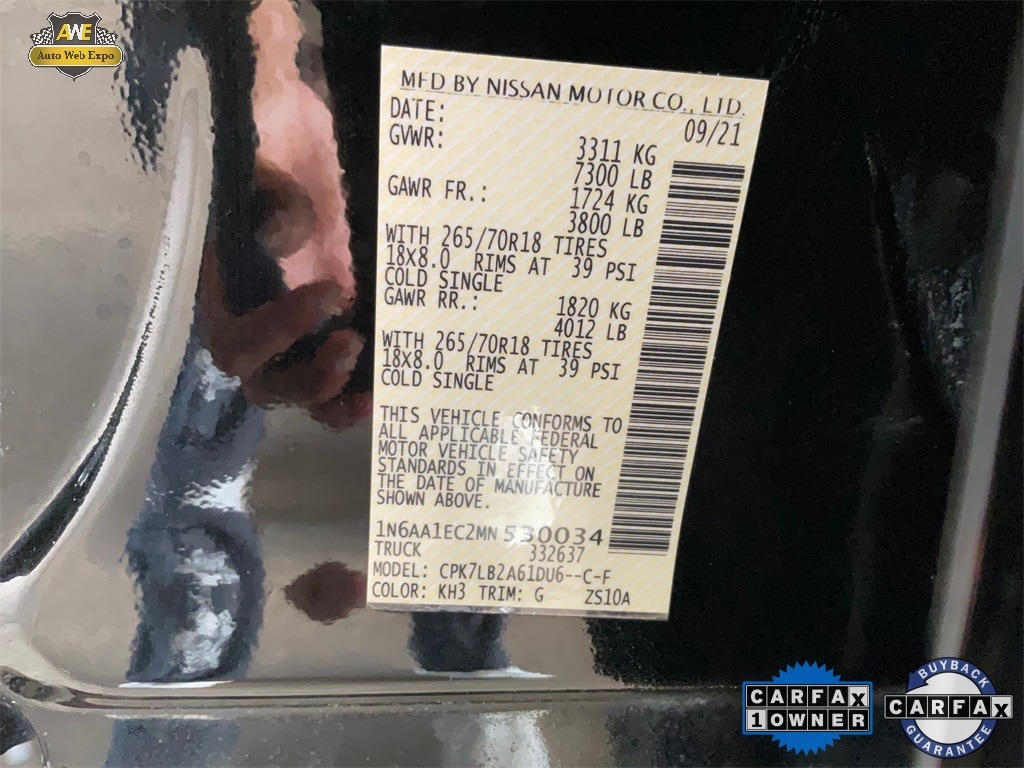 AWE
Auto Web Expo
MFD BY NISSAN MOTOR CO., LTD.
DATE: 09/21
GVWR: 3311 KG
7300 LB
GAWR FR.: 1724 KG
3800 LB
WITH 265/70R18 TIRES
18X8.0 RIMS AT 39 PSI
COLD SINGLE
GAWR RR.: 1820 KG
4012 LB
WITH 265/70R18 TIRES
18X8.0 RIMS AT 39 PSI
COLD SINGLE
THIS VEHICLE CONFORMS TO
ALL APPLICABLE FEDERAL
MOTOR VEHICLE SAFETY
STANDARDS IN EFFECT ON
THE DATE OF MANUFACTURE
SHOWN ABOVE.
1N6AA1EC2MN530034
TRUCK 332637
MODEL: CPK7LB2A61DU6--C-F
COLOR: KH3 TRIM: G ZS10A
CARFAX
1 OWNER
BUYBACK
CARFAX
GUARANTEE